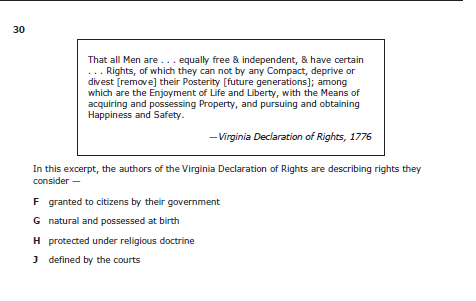 30
That all Men are . . . equally free & independent, & have certain
. . . Rights, of which they can not by any Compact, deprive or
divest [remove] their Posterity [future generations]; among
which are the Enjoyment of Life and Liberty, with the Means of
acquiring and possessing Property, and pursuing and obtaining
Happiness and Safety.
—Virginia Declaration of Rights, 1776
In this excerpt, the authors of the Virginia Declaration of Rights are describing rights they
consider —
F granted to citizens by their government
G natural and possessed at birth
H protected under religious doctrine
J defined by the courts